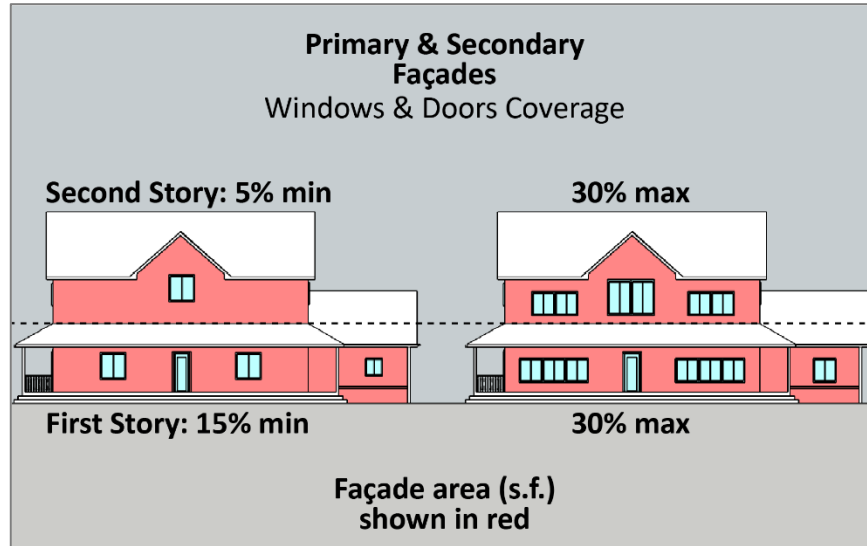 Primary & Secondary
Façades
Windows & Doors Coverage
Second Story: 5% min
30% max
First Story: 15% min
30% max
Façade area (s.f.)
shown in red